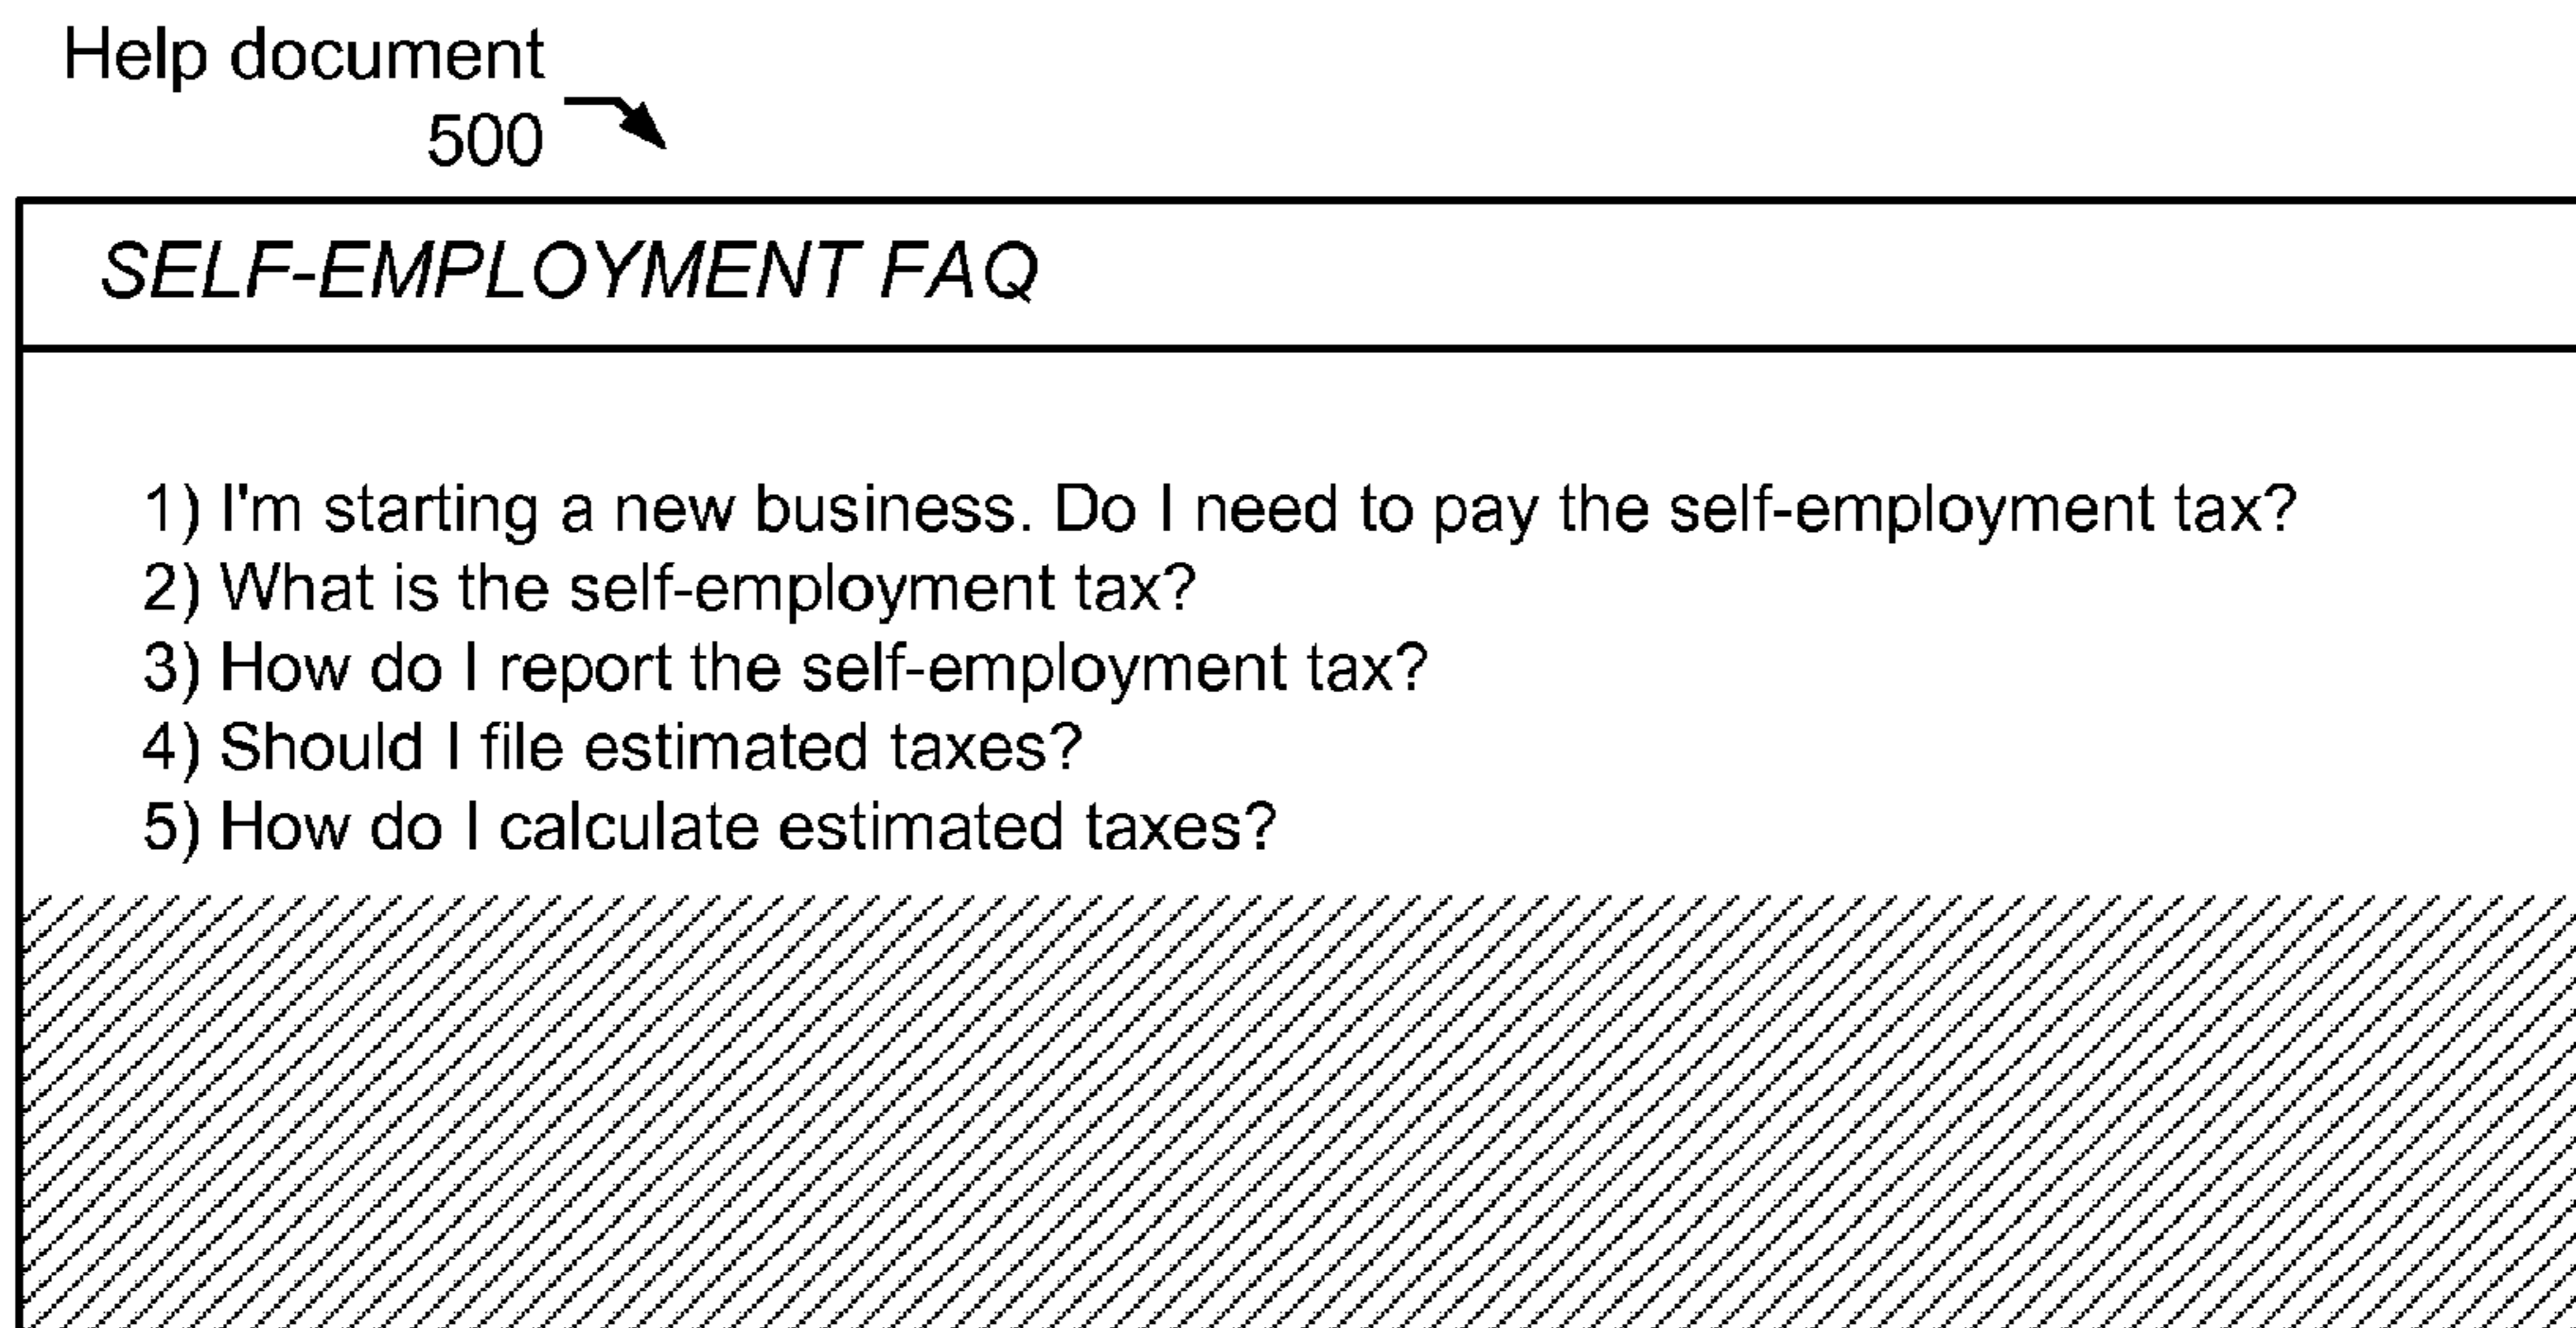 Help document
500
SELF-EMPLOYMENT FAQ
1) I'm starting a new business. Do I need to pay the self-employment tax?
2) What is the self-employment tax?
3) How do I report the self-employment tax?
4) Should I file estimated taxes?
5) How do I calculate estimated taxes?